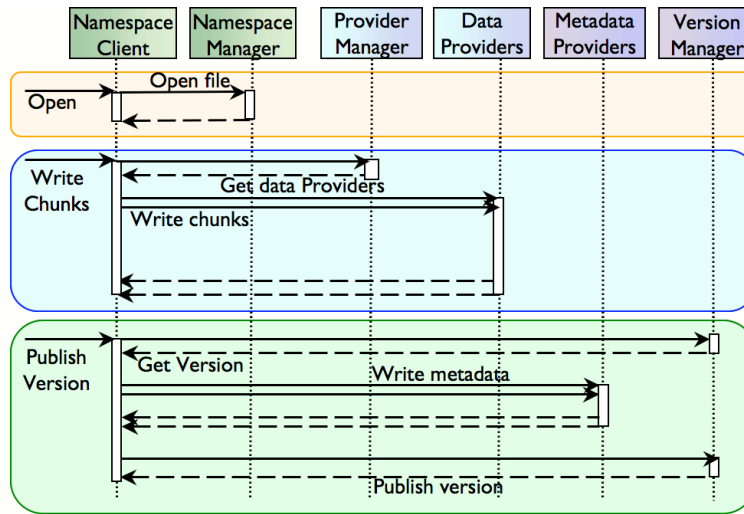 Namespace Client
Namespace Manager
Provider Manager
Data Providers
Metadata Providers
Version Manager
Open file
Open
Write Chunks
Get data Providers
Write chunks
Publish Version
Get Version
Write metadata
Publish version